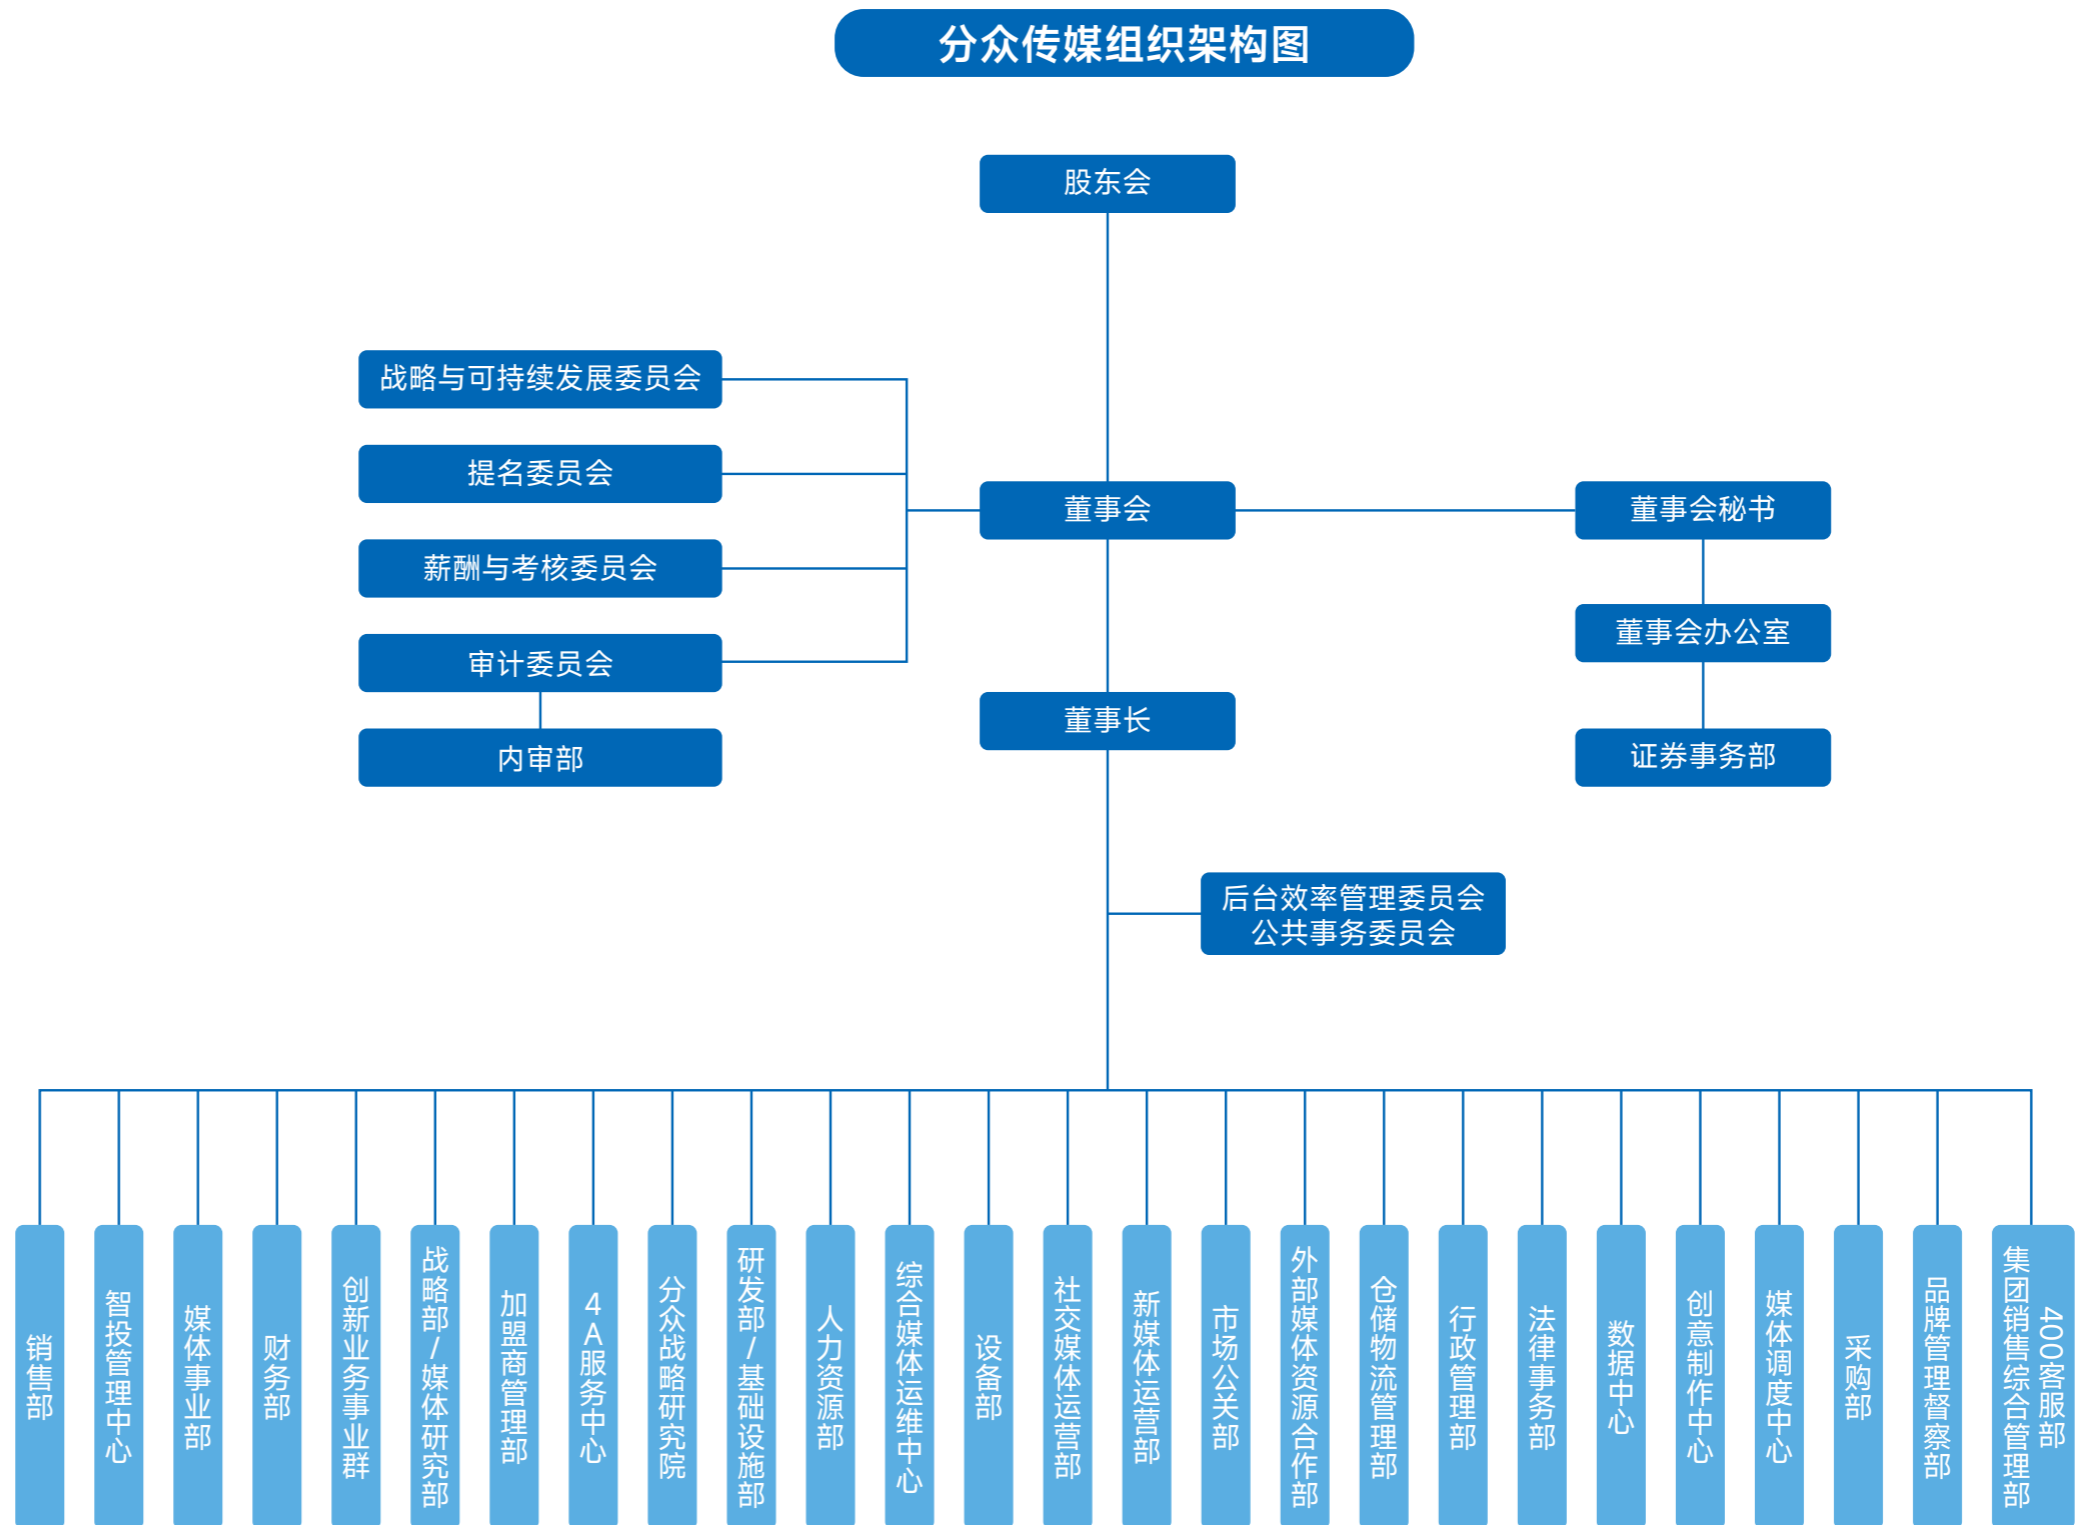 分众传媒组织架构图
股东会
战略与可持续发展委员会
提名委员会
薪酬与考核委员会
审计委员会
内审部
董事会
董事长
董事会秘书
董事会办公室
证券事务部
后台效率管理委员会
公共事务委员会
销售部
智投管理中心
媒体事业部
财务部
创新业务事业群
战略部/媒体研究部
加盟商管理部
4A服务中心
分众战略研究院
研发部/基础设施部
人力资源部
综合媒体运维中心
设备部
社交媒体运营部
新媒体运营部
市场公关部
外部媒体资源合作部
仓储物流管理部
行政管理部
法律事务部
数据中心
创意制作中心
媒体调度中心
采购部
品牌管理督察部
集团销售综合管理部
400客服部